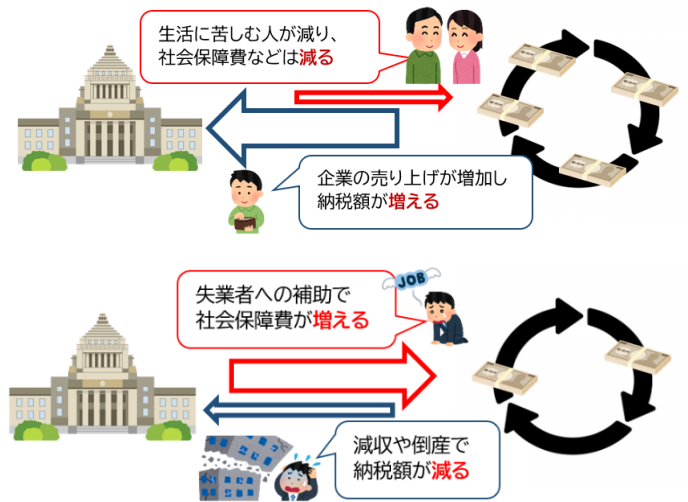 生活に苦しむ人が減り、
社会保障費などは減る
企業の売り上げが増加し
納税額が増える
JOB
失業者への補助で
社会保障費が増える
減収や倒産で
納税額が減る